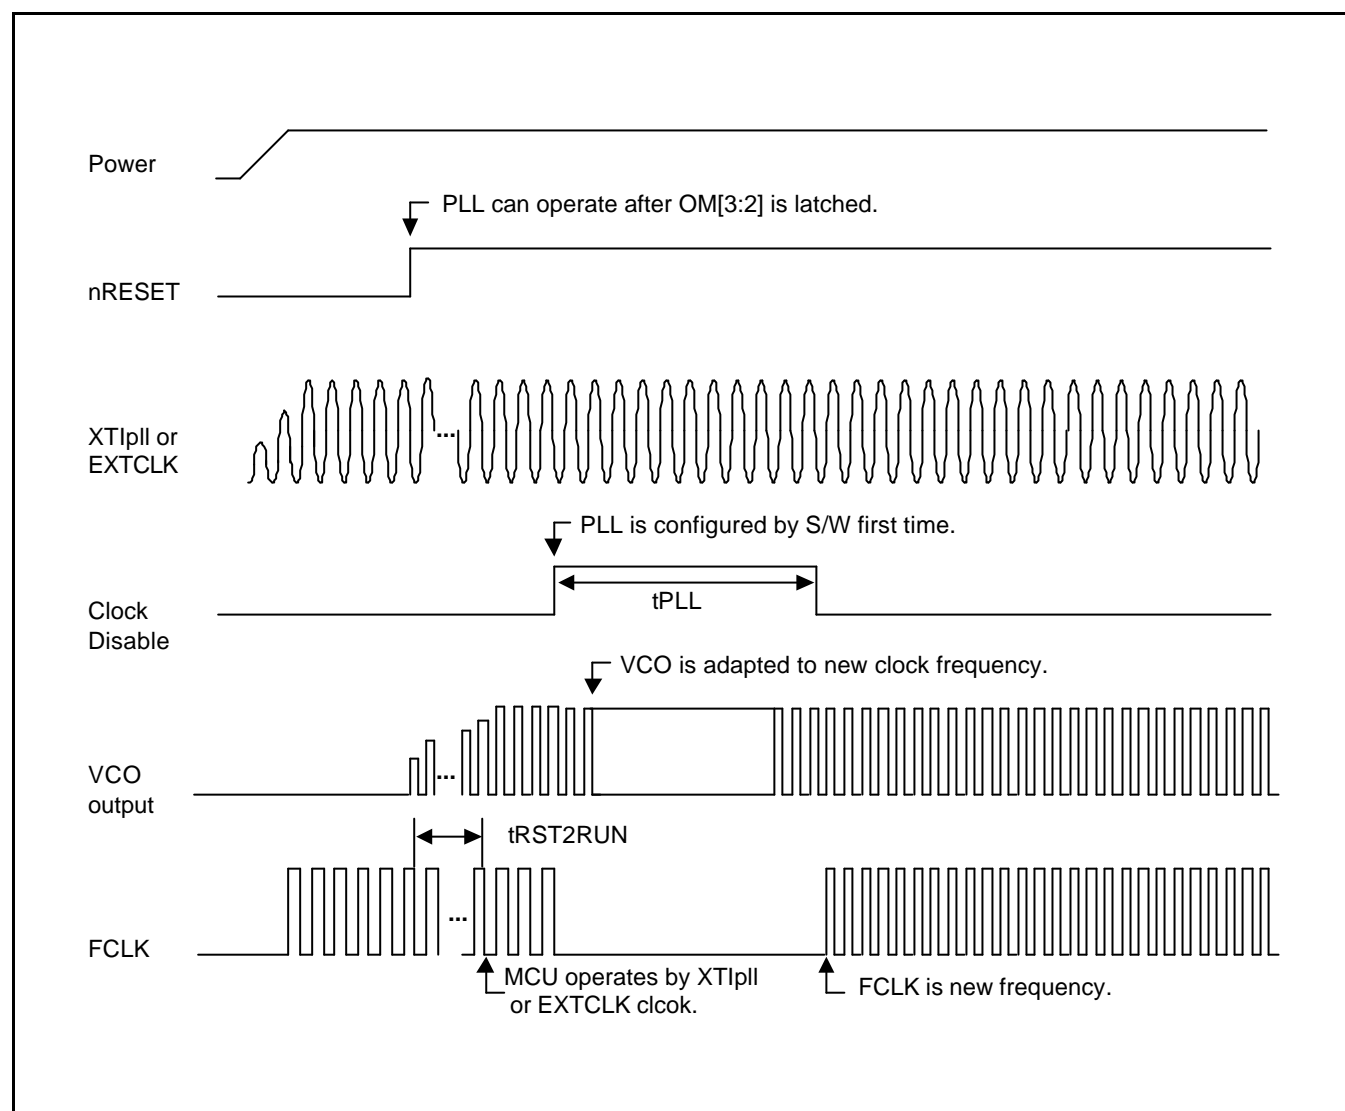 Power
PLL can operate after OM[3:2] is latched.
nRESET
XTIpll or
EXTCLK
...
PLL is configured by S/W first time.
tPLL
Clock
Disable
VCO is adapted to new clock frequency.
...
VCO
output
tRST2RUN
...
FCLK
MCU operates by XTIpll
or EXTCLK clcok.
FCLK is new frequency.